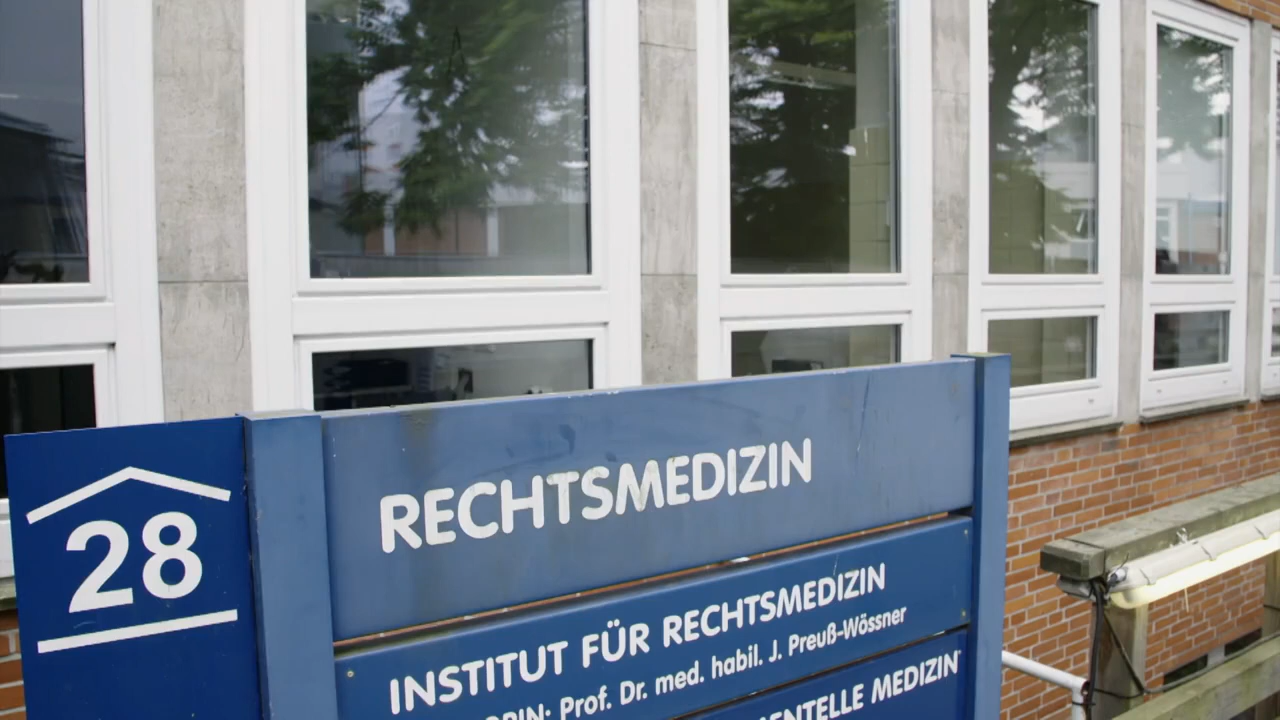 28
RECHTSMEDIZIN
INSTITUT FÜR RECHTSMEDIZIN
Prof. Dr. med. habil. J. Preuß-Wössner
MEDIZIN